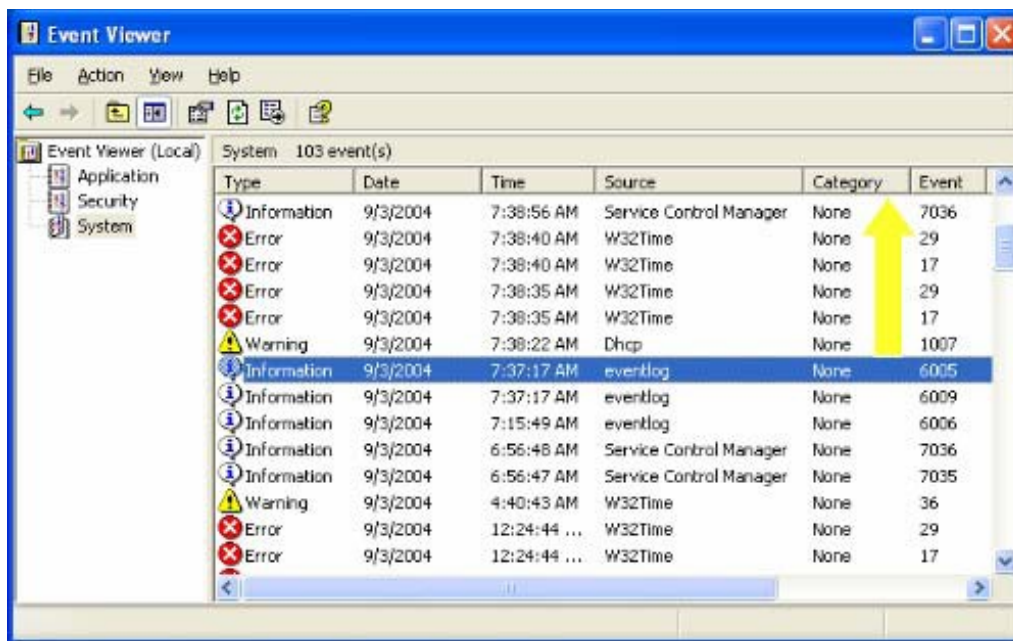 Event Viewer
File Action View Help
Event Viewer (Local)
Application
Security
System
System 103 event(s)
Type Date Time Source Category Event
Information 9/3/2004 7:38:56 AM Service Control Manager None 7036
Error 9/3/2004 7:38:40 AM W32Time None 29
Error 9/3/2004 7:38:40 AM W32Time None 17
Error 9/3/2004 7:38:35 AM W32Time None 29
Error 9/3/2004 7:38:35 AM W32Time None 17
Warning 9/3/2004 7:38:22 AM Dhcp None 1007
Information 9/3/2004 7:37:17 AM eventlog None 6005
Information 9/3/2004 7:37:17 AM eventlog None 6009
Information 9/3/2004 7:15:49 AM eventlog None 6006
Information 9/3/2004 6:56:48 AM Service Control Manager None 7036
Information 9/3/2004 6:56:47 AM Service Control Manager None 7035
Warning 9/3/2004 4:40:43 AM W32Time None 36
Error 9/3/2004 12:24:44 ... W32Time None 29
Error 9/3/2004 12:24:44 ... W32Time None 17